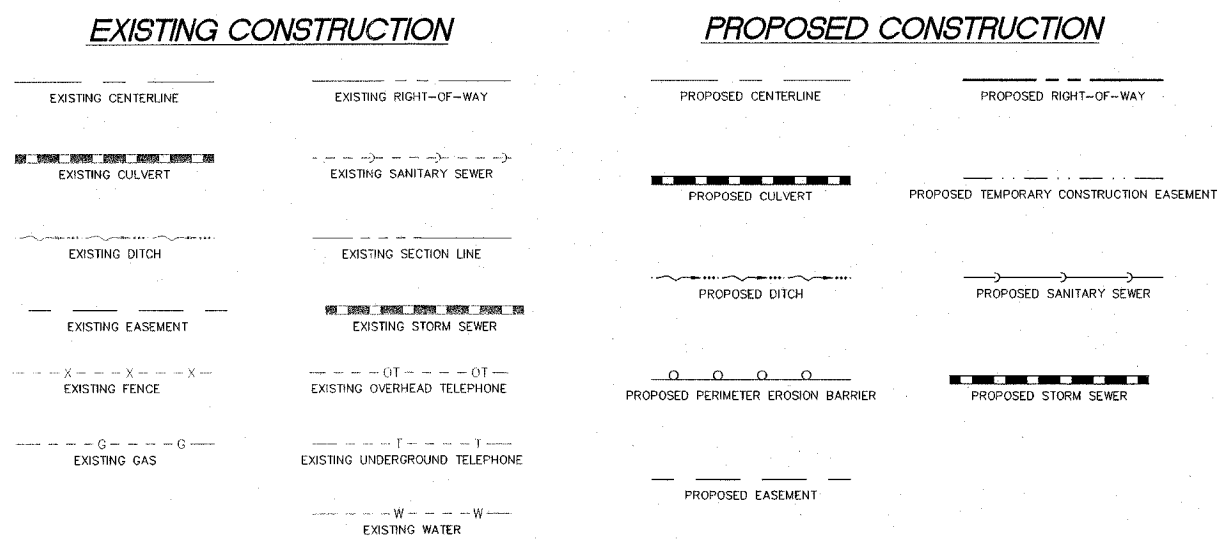 EXISTING CONSTRUCTION
EXISTING CENTERLINE
EXISTING RIGHT-OF-WAY
EXISTING CULVERT
EXISTING SANITARY SEWER
EXISTING DITCH
EXISTING SECTION LINE
EXISTING EASEMENT
EXISTING STORM SEWER
X X X
EXISTING FENCE
OT OT
EXISTING OVERHEAD TELEPHONE
G G
EXISTING GAS
T T
EXISTING UNDERGROUND TELEPHONE
W W
EXISTING WATER
PROPOSED CONSTRUCTION
PROPOSED CENTERLINE
PROPOSED RIGHT-OF-WAY
PROPOSED CULVERT
PROPOSED TEMPORARY CONSTRUCTION EASEMENT
PROPOSED DITCH
PROPOSED SANITARY SEWER
PROPOSED PERIMETER EROSION BARRIER
PROPOSED STORM SEWER
PROPOSED EASEMENT